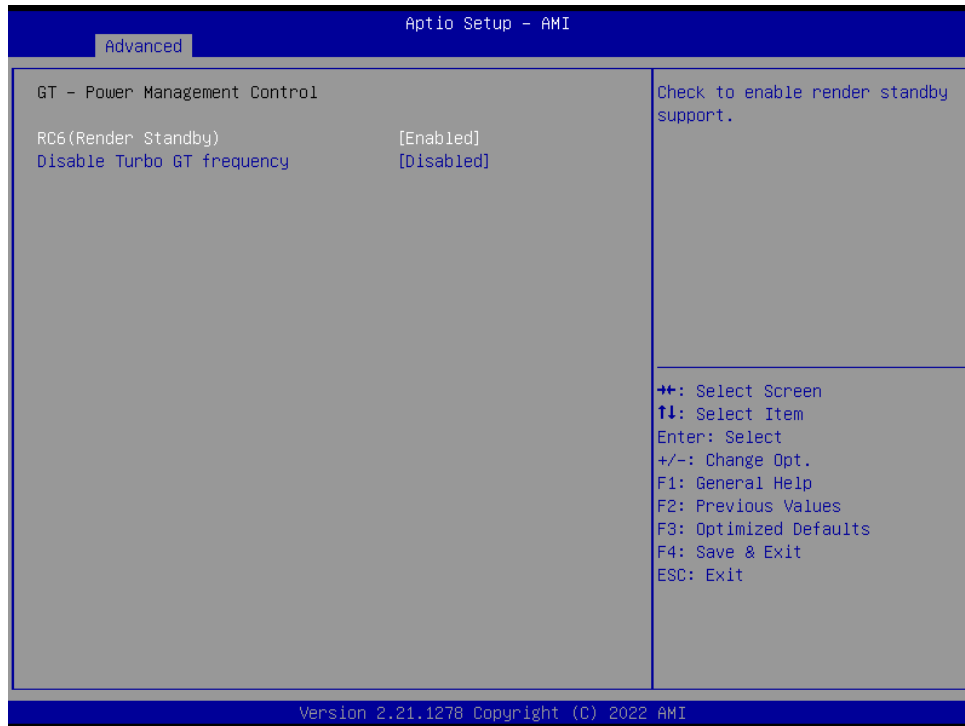 Aptio Setup – AMI
Advanced
GT – Power Management Control
RC6(Render Standby) [Enabled]
Disable Turbo GT frequency [Disabled]
Check to enable render standby
support.
→←: Select Screen
↑↓: Select Item
Enter: Select
+/-: Change Opt.
F1: General Help
F2: Previous Values
F3: Optimized Defaults
F4: Save & Exit
ESC: Exit
Version 2.21.1278 Copyright (C) 2022 AMI